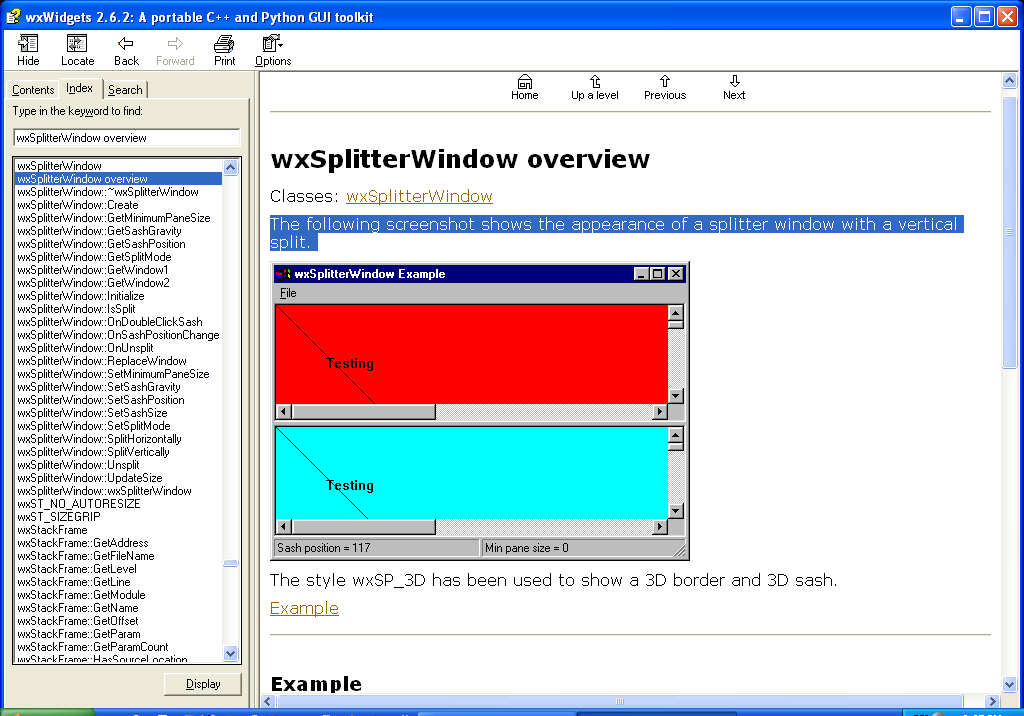 wxWidgets 2.6.2: A portable C++ and Python GUI toolkit
Hide Locate Back Forward Print Options
Contents Index Search
Type in the keyword to find:
wxSplitterWindow overview
wxSplitterWindow
wxSplitterWindow overview
wxSplitterWindow::~wxSplitterWindow
wxSplitterWindow::Create
wxSplitterWindow::GetMinimumPaneSize
wxSplitterWindow::GetSashGravity
wxSplitterWindow::GetSashPosition
wxSplitterWindow::GetSplitMode
wxSplitterWindow::GetWindow1
wxSplitterWindow::GetWindow2
wxSplitterWindow::Initialize
wxSplitterWindow::IsSplit
wxSplitterWindow::OnDoubleClickSash
wxSplitterWindow::OnSashPositionChange
wxSplitterWindow::OnUnsplit
wxSplitterWindow::ReplaceWindow
wxSplitterWindow::SetMinimumPaneSize
wxSplitterWindow::SetSashGravity
wxSplitterWindow::SetSashPosition
wxSplitterWindow::SetSashSize
wxSplitterWindow::SetSplitMode
wxSplitterWindow::SplitHorizontally
wxSplitterWindow::SplitVertically
wxSplitterWindow::Unsplit
wxSplitterWindow::UpdateSize
wxSplitterWindow::wxSplitterWindow
wxST_NO_AUTORESIZE
wxST_SIZEGRIP
wxStackFrame
wxStackFrame::GetAddress
wxStackFrame::GetFileName
wxStackFrame::GetLevel
wxStackFrame::GetLine
wxStackFrame::GetModule
wxStackFrame::GetName
wxStackFrame::GetOffset
wxStackFrame::GetParam
wxStackFrame::GetParamCount
wxStackFrame::HasSourceLocation
Display
Home Up a level Previous Next
wxSplitterWindow overview
Classes: wxSplitterWindow
The following screenshot shows the appearance of a splitter window with a vertical
split.
wxSplitterWindow Example
File
Testing
Testing
Sash position = 117 Min pane size = 0
The style wxSP_3D has been used to show a 3D border and 3D sash.
Example
Example